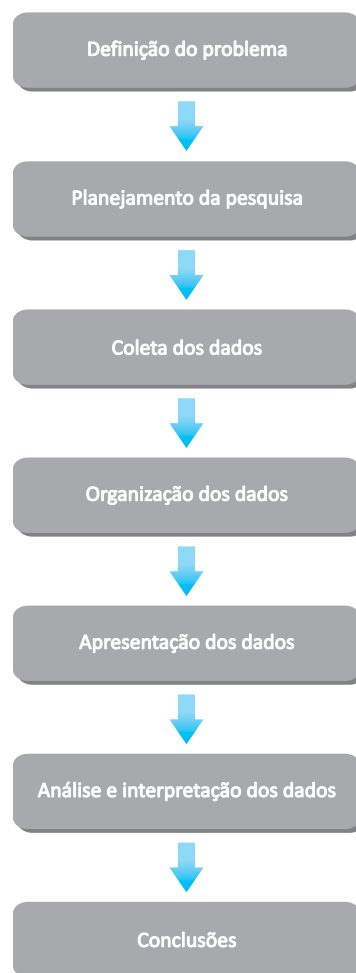 Definição do problema
Planejamento da pesquisa
Coleta dos dados
Organização dos dados
Apresentação dos dados
Análise e interpretação dos dados
Conclusões